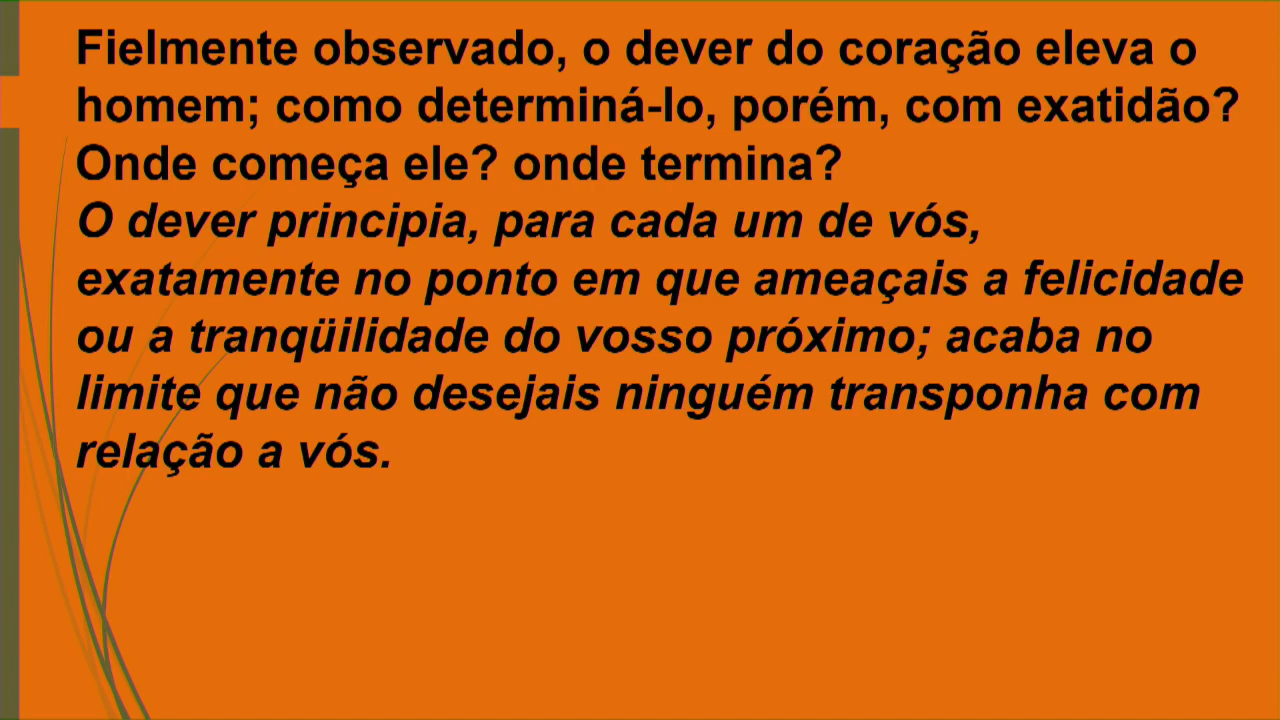 Fielmente observado, o dever do coração eleva o
homem; como determiná-lo, porém, com exatidão?
Onde começa ele? onde termina?
O dever principia, para cada um de vós,
exatamente no ponto em que ameaçais a felicidade
ou a tranqüilidade do vosso próximo; acaba no
limite que não desejais ninguém transponha com
relação a vós.